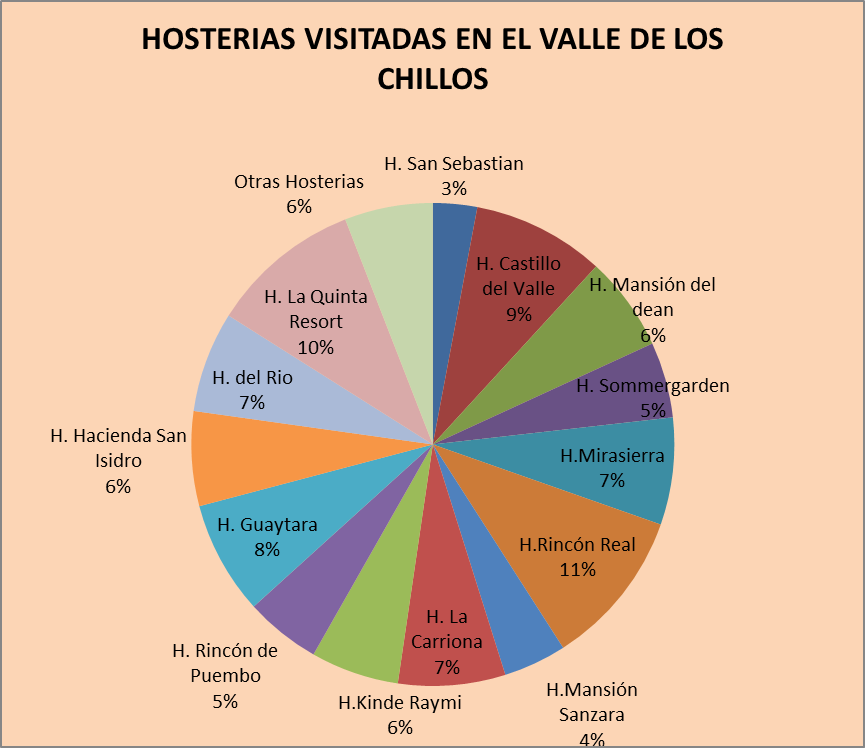 HOSTERIAS VISITADAS EN EL VALLE DE LOS
CHILLOS
H. San Sebastian
3%
H. Castillo
del Valle
9%
H. Mansión del
dean
6%
H. Sommergarden
5%
H.Mirasierra
7%
H.Rincón Real
11%
H.Mansión
Sanzara
4%
H. La
Carriona
7%
H.Kinde Raymi
6%
H. Rincón de
Puembo
5%
H. Guaytara
8%
H. Hacienda San
Isidro
6%
H. del Rio
7%
H. La Quinta
Resort
10%
Otras Hosterias
6%